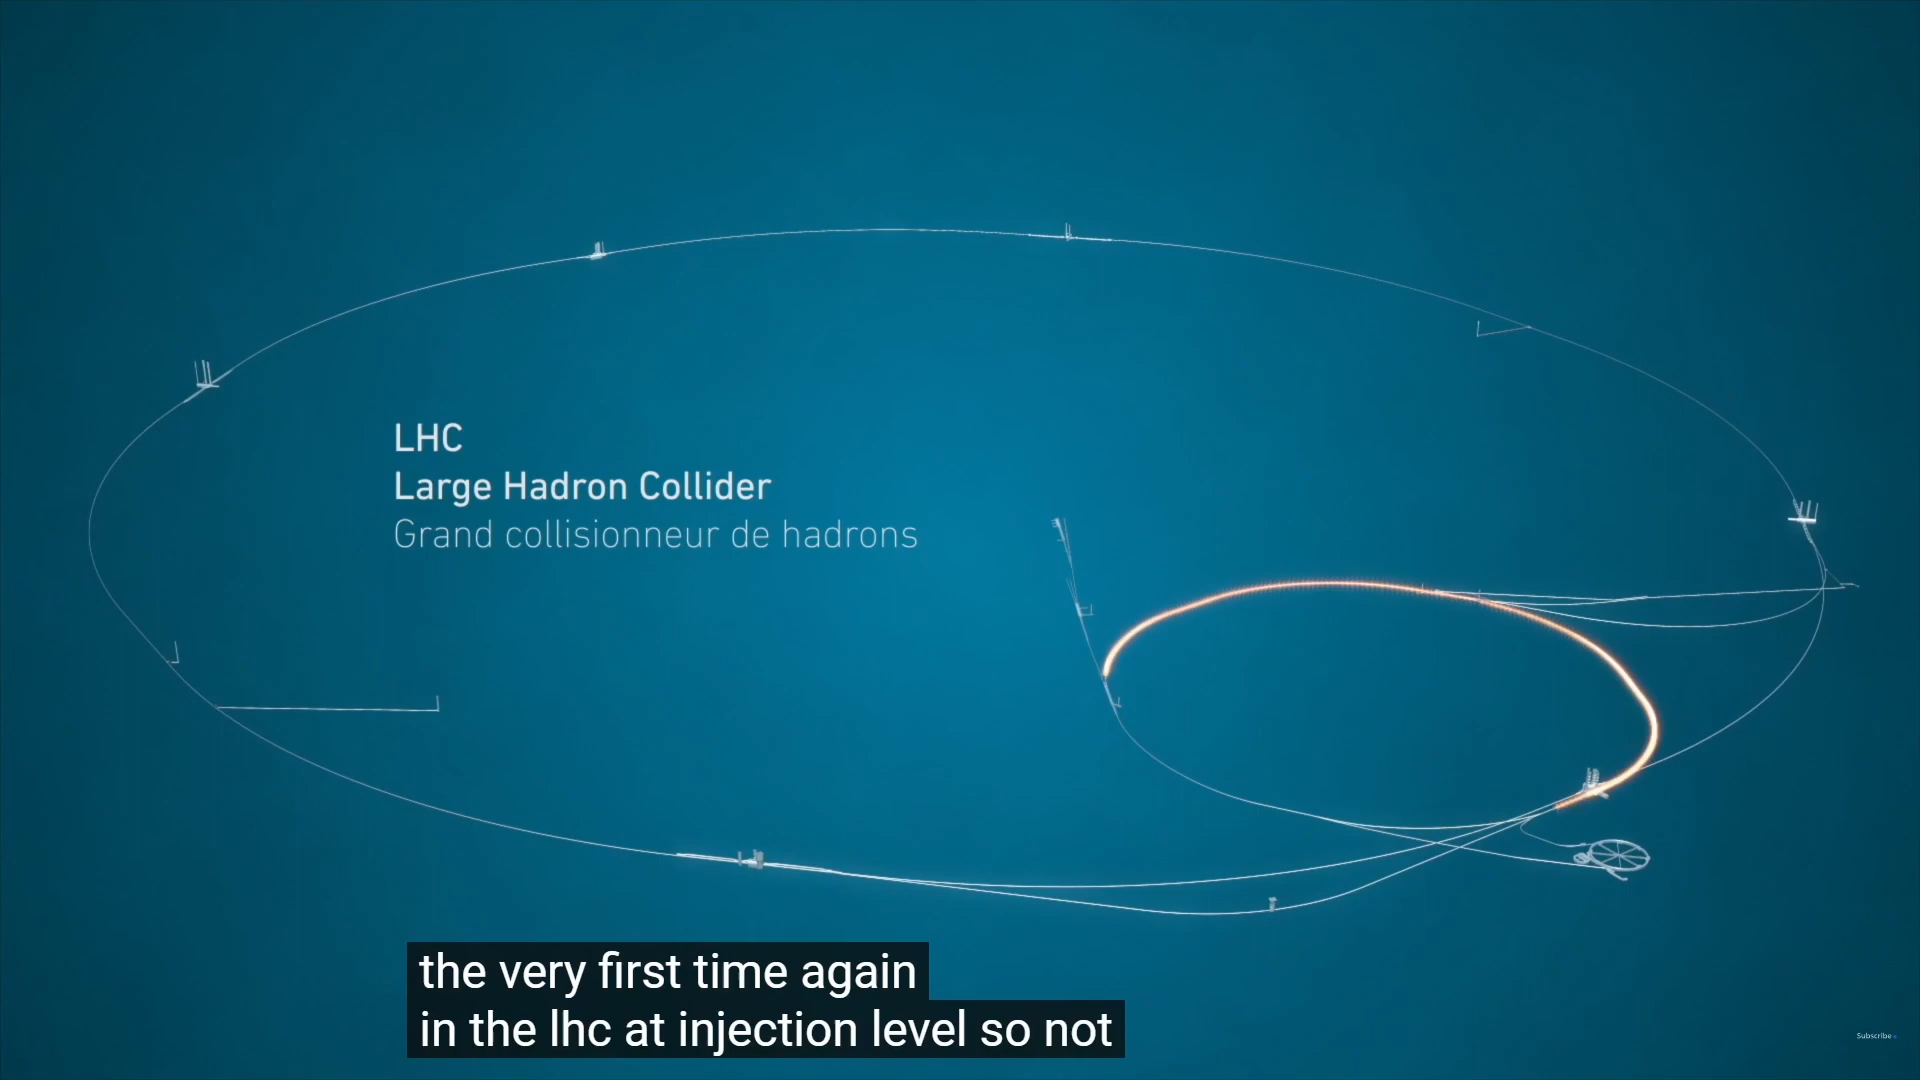 LHC
Large Hadron Collider
Grand collisionneur de hadrons
the very first time again
in the lhc at injection level so not
Subscribe